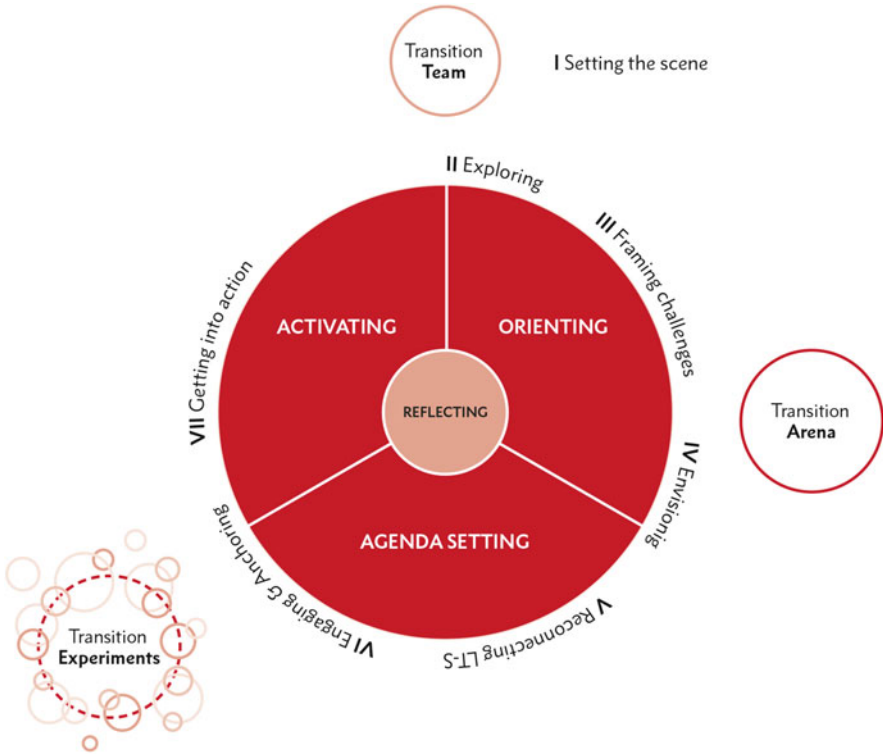 Transition
Team
I Setting the scene
II Exploring
III Framing challenges
ACTIVATING
ORIENTING
REFLECTING
Transition
Arena
IV Envisionig
AGENDA SETTING
V Reconnecting LT-S
VI Engaging & Anchoring
VII Getting into action
Transition
Experiments